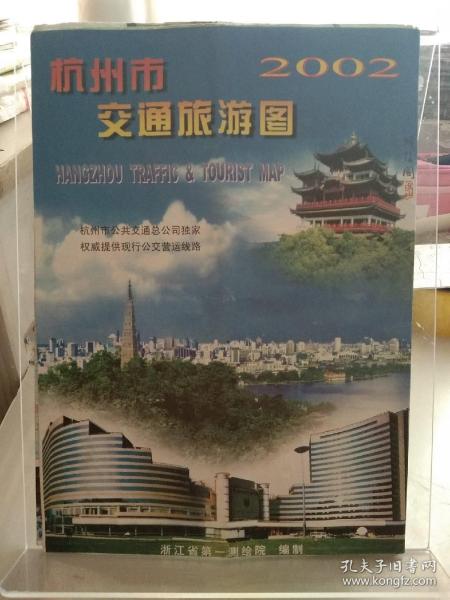 杭州市
2002
交通旅游图
HANGZHOU TRAFFIC & TOURIST MAP
杭州市公共交通总公司独家
权威提供现行公交营运线路
浙江省第一测绘院 编制
孔夫子旧书网
www.kongfz.com